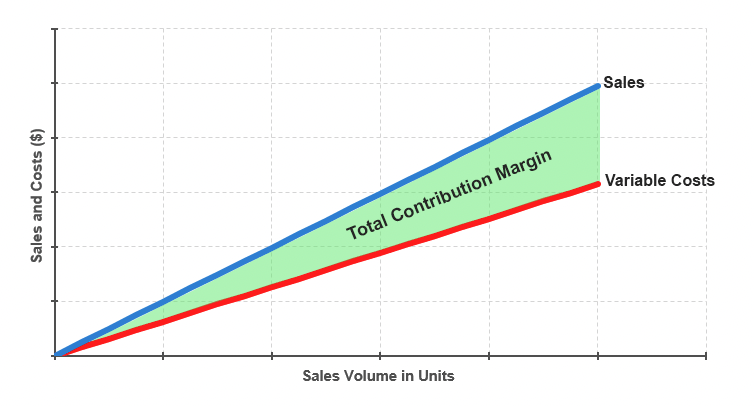 Sales
Total Contribution Margin
Variable Costs
Sales and Costs ($)
Sales Volume in Units